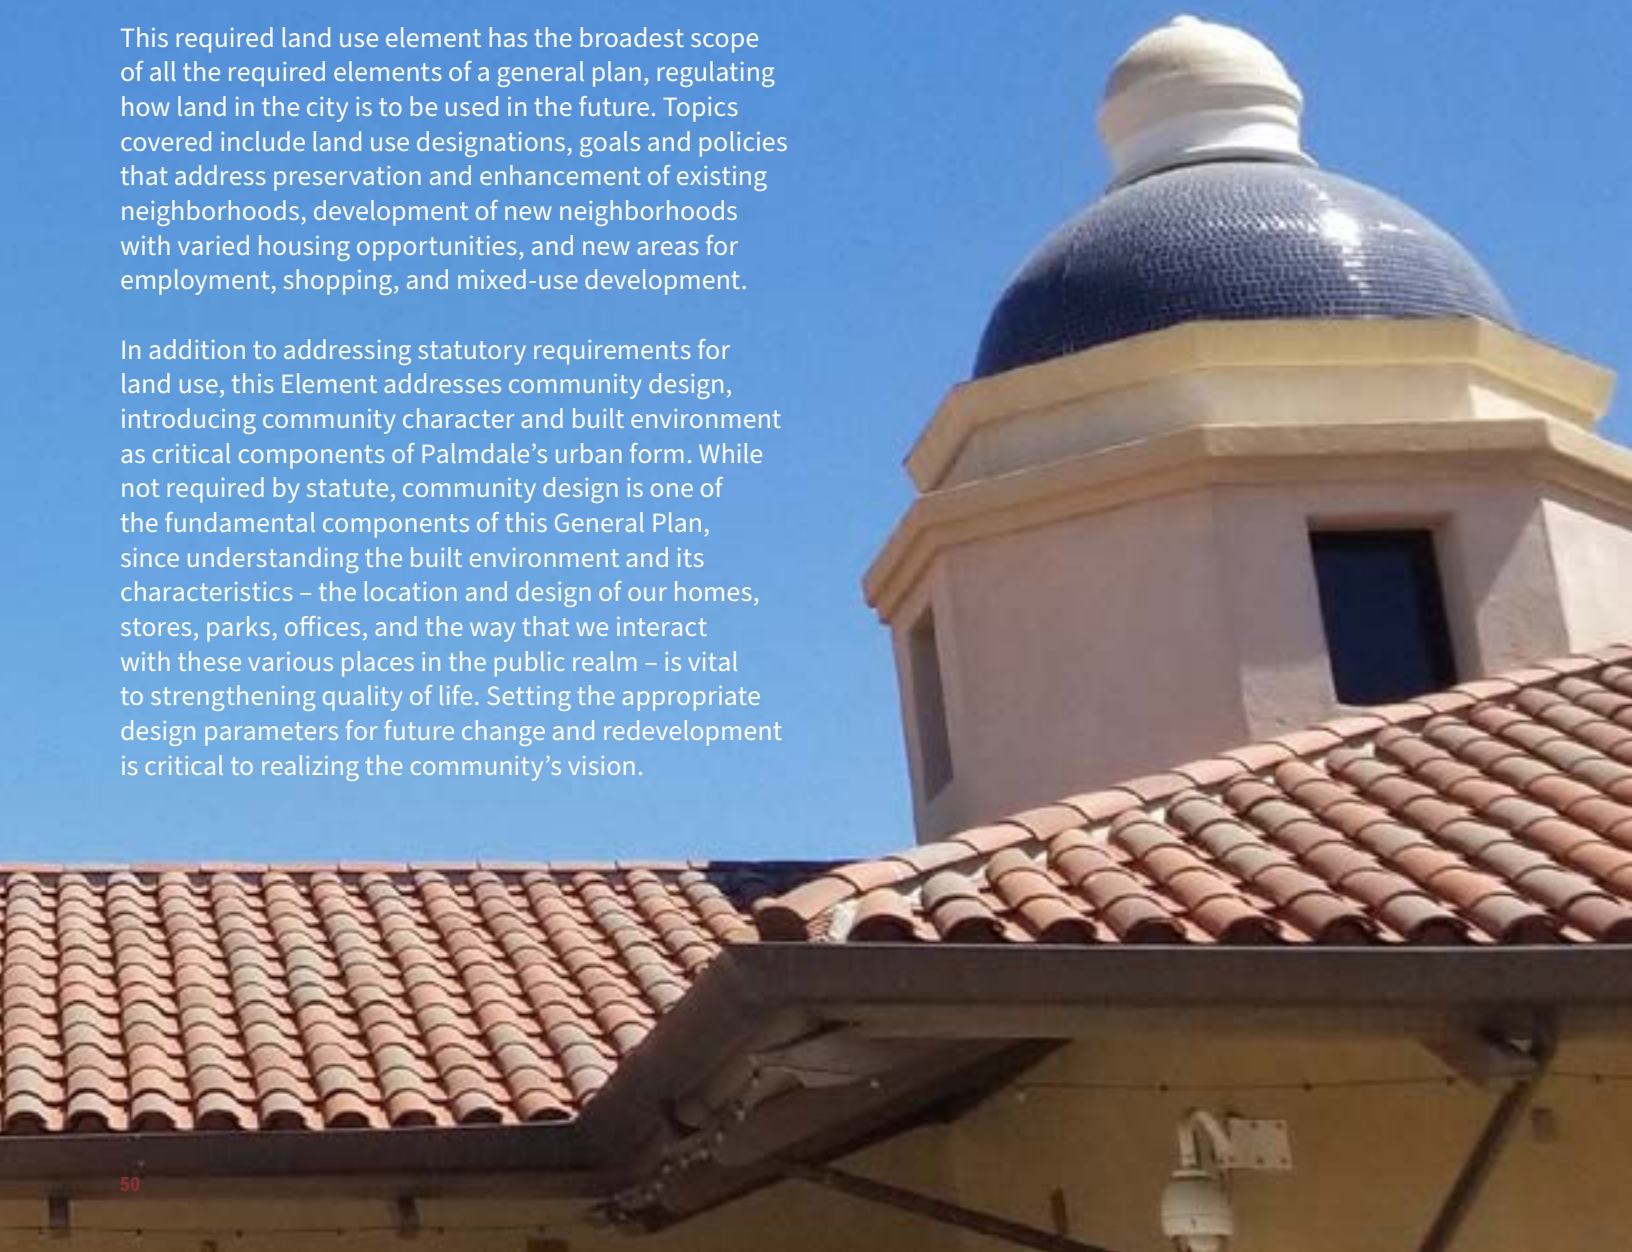 This required land use element has the broadest scope
of all the required elements of a general plan, regulating
how land in the city is to be used in the future. Topics
covered include land use designations, goals and policies
that address preservation and enhancement of existing
neighborhoods, development of new neighborhoods
with varied housing opportunities, and new areas for
employment, shopping, and mixed-use development.
In addition to addressing statutory requirements for
land use, this Element addresses community design,
introducing community character and built environment
as critical components of Palmdale’s urban form. While
not required by statute, community design is one of
the fundamental components of this General Plan,
since understanding the built environment and its
characteristics – the location and design of our homes,
stores, parks, offices, and the way that we interact
with these various places in the public realm – is vital
to strengthening quality of life. Setting the appropriate
design parameters for future change and redevelopment
is critical to realizing the community’s vision.
50